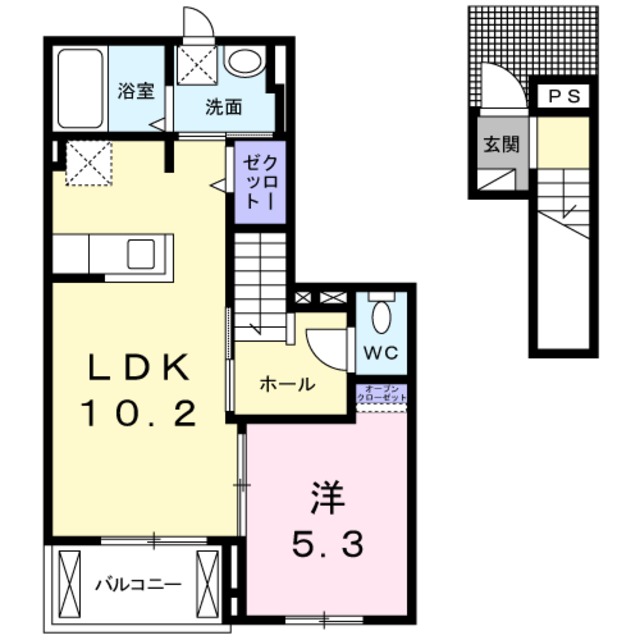 浴室
洗面
クロー
ゼット
LDK
10.2
ホール
WC
オープン
クローゼット
洋
5.3
バルコニー
PS
玄関